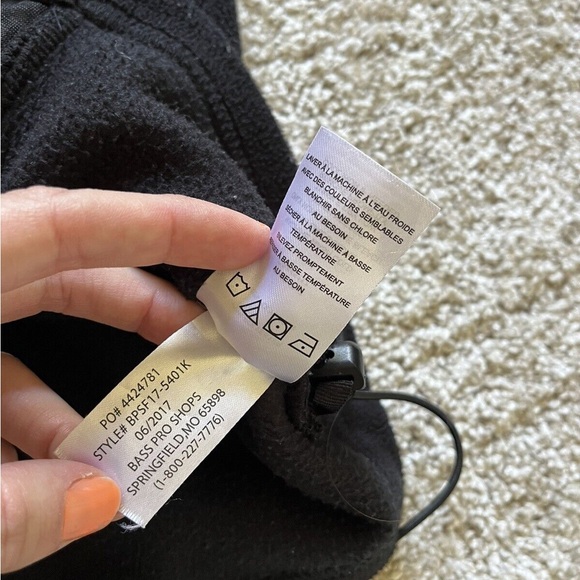 LAVER À LA MACHINE À L'EAU FROIDE
AVEC DES COULEURS SEMBLABLES
BLANCHIR SANS CHLORE
AU BESOIN
SÉCHER À LA MACHINE À BASSE
TEMPÉRATURE
PROMPTEMENT
À BASSE TEMPÉRATURE
AU BESOIN
PO# 4424781
STYLE# BPSF17-5401K
06/2017
BASS PRO SHOPS
SPRINGFIELD, MO 65898
(1-800-227-7776)